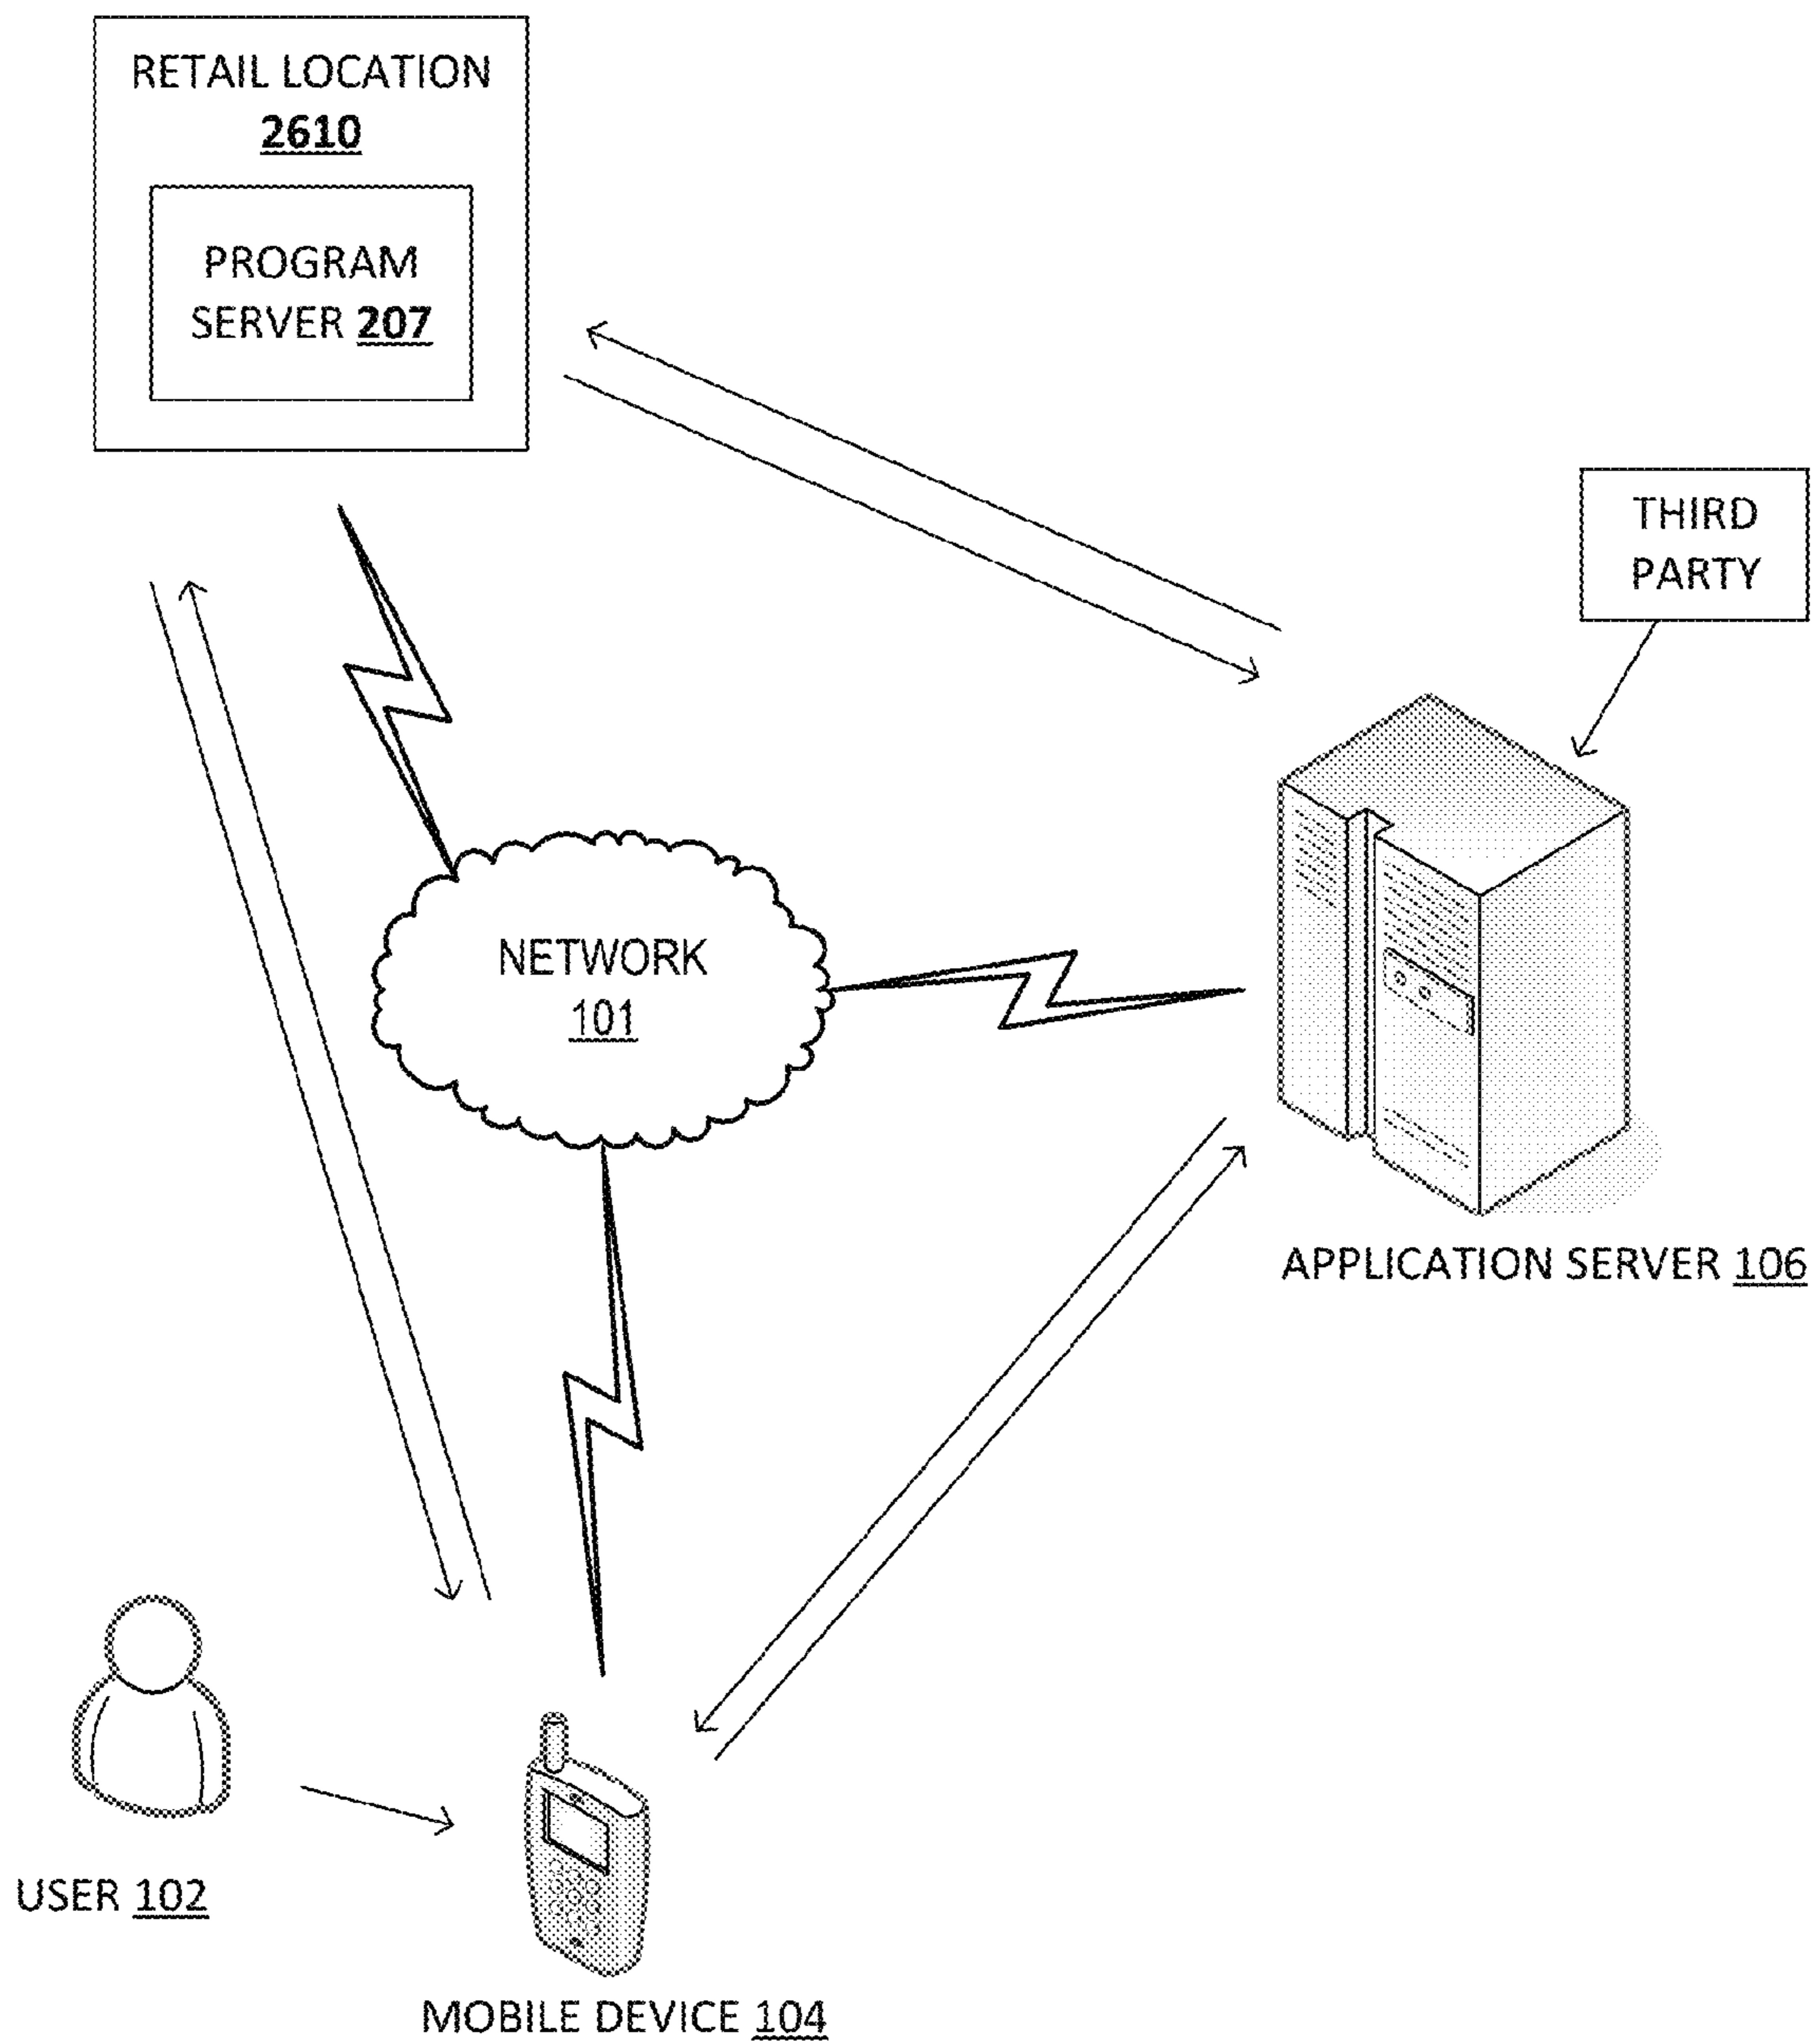 RETAIL LOCATION
2610
PROGRAM
SERVER 207
THIRD
PARTY
NETWORK
101
APPLICATION SERVER 106
USER 102
MOBILE DEVICE 104